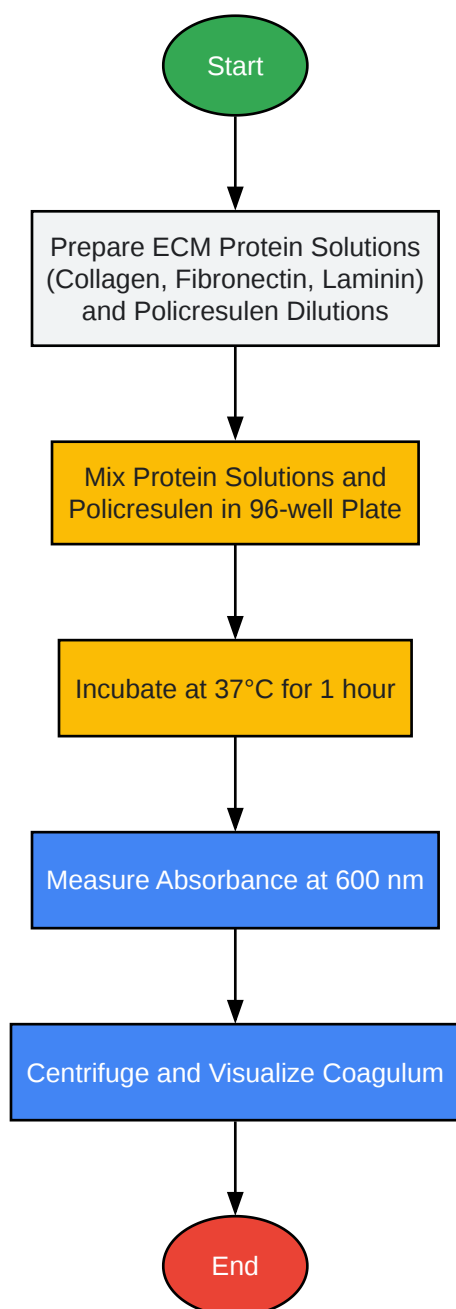 Start
Prepare ECM Protein Solutions
(Collagen, Fibronectin, Laminin)
and Policresulen Dilutions
Mix Protein Solutions and
Policresulen in 96-well Plate
Incubate at 37°C for 1 hour
Measure Absorbance at 600 nm
Centrifuge and Visualize Coagulum
End